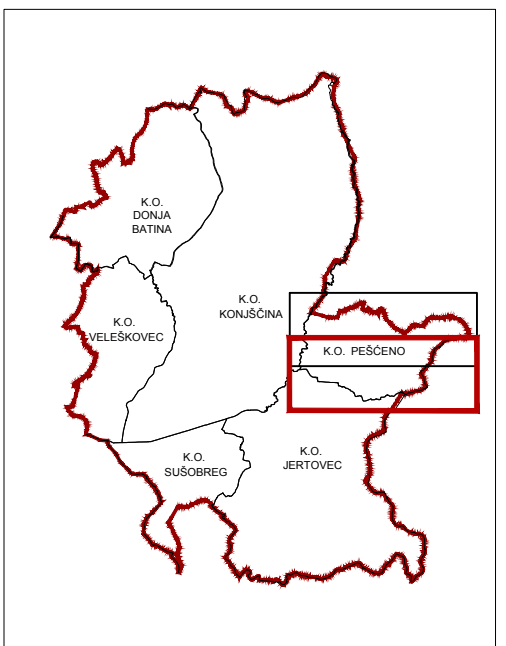 K.O.
DONJA
BATINA
K.O.
KONJŠČINA
K.O.
VELEŠKOVEC
K.O. PEŠĆENO
K.O.
SUŠOBREG
K.O.
JERTOVEC